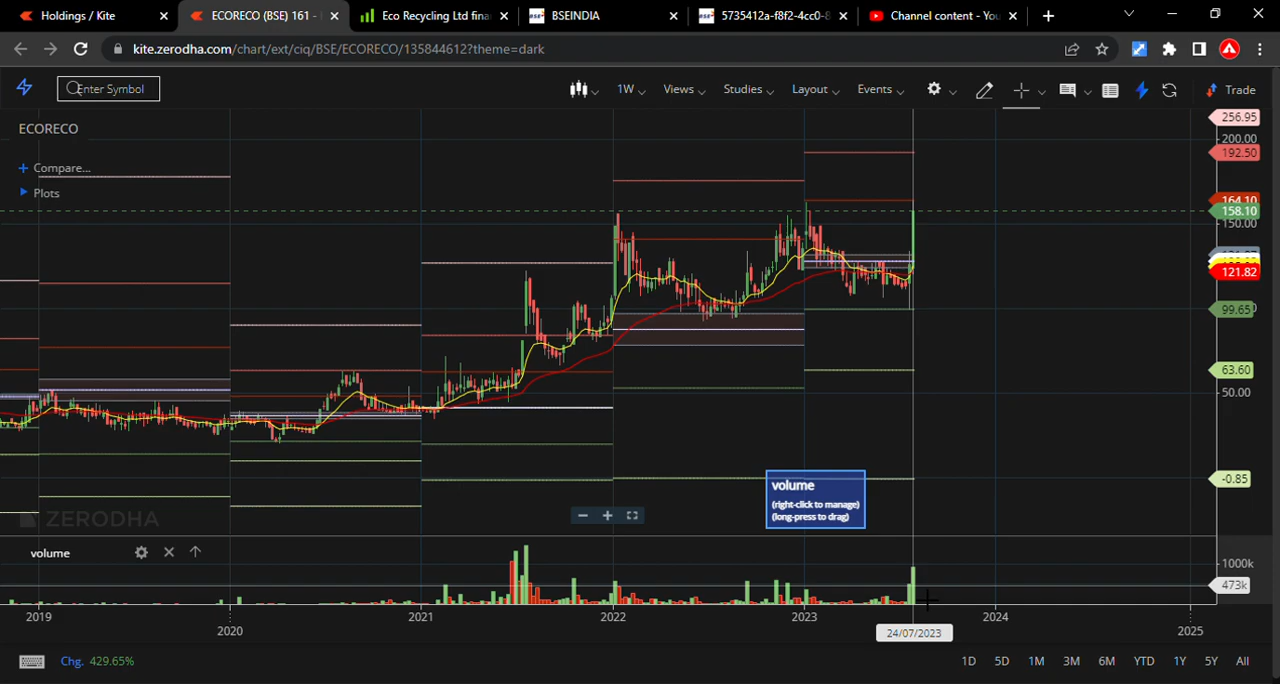 Holdings / Kite
ECORECO (BSE) 161 -
Eco Recycling Ltd fina
BSEINDIA
5735412a-f8f2-4cc0-8
Channel content - You
kite.zerodha.com/chart/ext/ciq/BSE/ECORECO/135844612?theme=dark
Enter Symbol
1W
Views
Studies
Layout
Events
Trade
ECORECO
Compare...
Plots
256.95
200.00
192.50
164.10
158.10
150.00
121.82
99.65
63.60
50.00
-0.85
volume
(right-click to manage)
(long-press to drag)
ZERODHA
volume
1000k
473k
2019
2020
2021
2022
2023
24/07/2023
2024
2025
Chg. 429.65%
1D 5D 1M 3M 6M YTD 1Y 5Y All